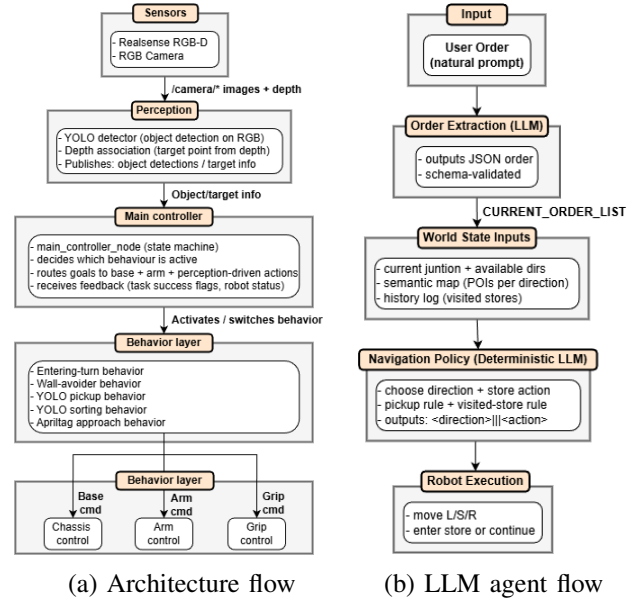 Sensors
- Realsense RGB-D
- RGB Camera
/camera/* images + depth
Perception
- YOLO detector (object detection on RGB)
- Depth association (target point from depth)
- Publishes: object detections / target info
Object/target info
Main controller
- main_controller_node (state machine)
- decides which behaviour is active
- routes goals to base + arm + perception-driven actions
- receives feedback (task success flags, robot status)
Activates / switches behavior
Behavior layer
- Entering-turn behavior
- Wall-avoider behavior
- YOLO pickup behavior
- YOLO sorting behavior
- Apriltag approach behavior
Behavior layer
Base
cmd
Arm
cmd
Grip
cmd
Chassis
control
Arm
control
Grip
control
(a) Architecture flow
Input
User Order
(natural prompt)
Order Extraction (LLM)
- outputs JSON order
- schema-validated
CURRENT_ORDER_LIST
World State Inputs
- current juntion + available dirs
- semantic map (POIs per direction)
- history log (visited stores)
Navigation Policy (Deterministic LLM)
- choose direction + store action
- pickup rule + visited-store rule
- outputs: <direction>|||<action>
Robot Execution
- move L/S/R
- enter store or continue
(b) LLM agent flow